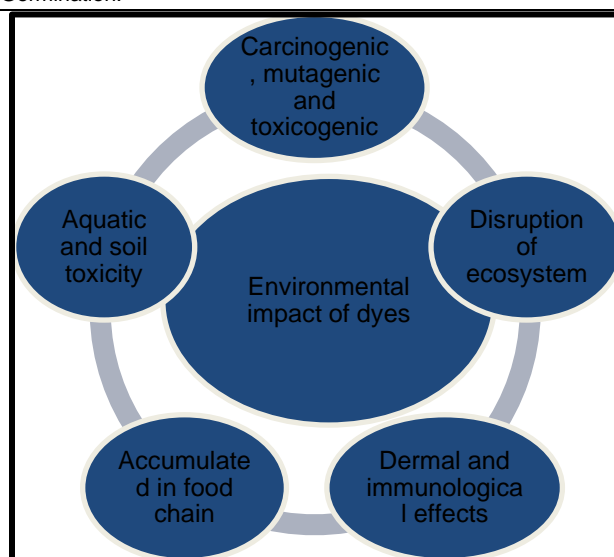 Germination.
Carcinogenic
, mutagenic
and
toxicogenic
Aquatic
and soil
toxicity
Disruption
of
ecosystem
Environmental
impact of dyes
Accumulate
d in food
chain
Dermal and
immunologica
l effects